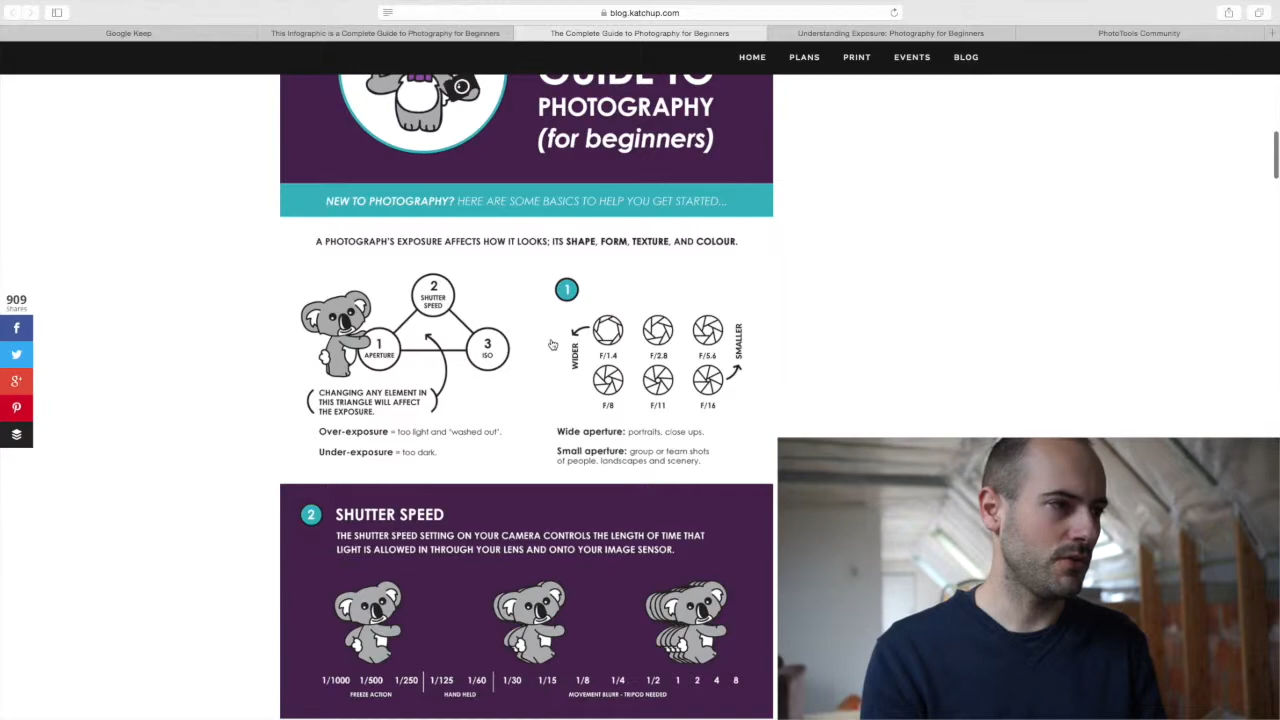 blog.katchup.com
Google Keep
This Infographic is a Complete Guide to Photography for Beginners
The Complete Guide to Photography for Beginners
Understanding Exposure: Photography for Beginners
PhotoTools Community
HOME
PLANS
PRINT
EVENTS
BLOG
GUIDE TO
PHOTOGRAPHY
(for beginners)
NEW TO PHOTOGRAPHY? HERE ARE SOME BASICS TO HELP YOU GET STARTED...
A PHOTOGRAPH'S EXPOSURE AFFECTS HOW IT LOOKS; ITS SHAPE, FORM, TEXTURE, AND COLOUR.
909
shares
2
SHUTTER
SPEED
1
APERTURE
3
ISO
CHANGING ANY ELEMENT IN
THIS TRIANGLE WILL AFFECT
THE EXPOSURE.
Over-exposure = too light and 'washed out'.
Under-exposure = too dark.
1
WIDER
SMALLER
F/1.4
F/2.8
F/5.6
F/8
F/11
F/16
Wide aperture: portraits, close ups.
Small aperture: group or team shots
of people, landscapes and scenery.
2
SHUTTER SPEED
THE SHUTTER SPEED SETTING ON YOUR CAMERA CONTROLS THE LENGTH OF TIME THAT
LIGHT IS ALLOWED IN THROUGH YOUR LENS AND ONTO YOUR IMAGE SENSOR.
1/1000 1/500 1/250 1/125 1/60 1/30 1/15 1/8 1/4 1/2 1 2 4 8
FREEZE ACTION
HAND HELD
MOVEMENT BLURR - TRIPOD NEEDED